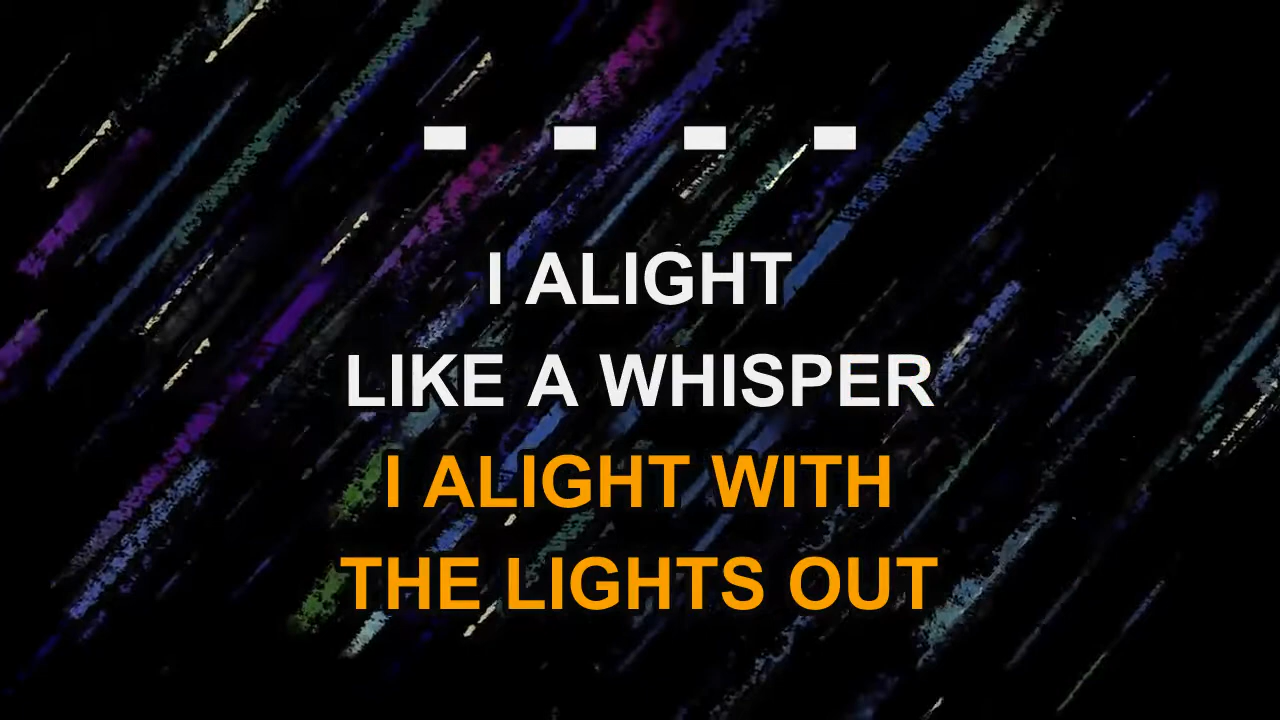 - - - -
I ALIGHT
LIKE A WHISPER
I ALIGHT WITH
THE LIGHTS OUT